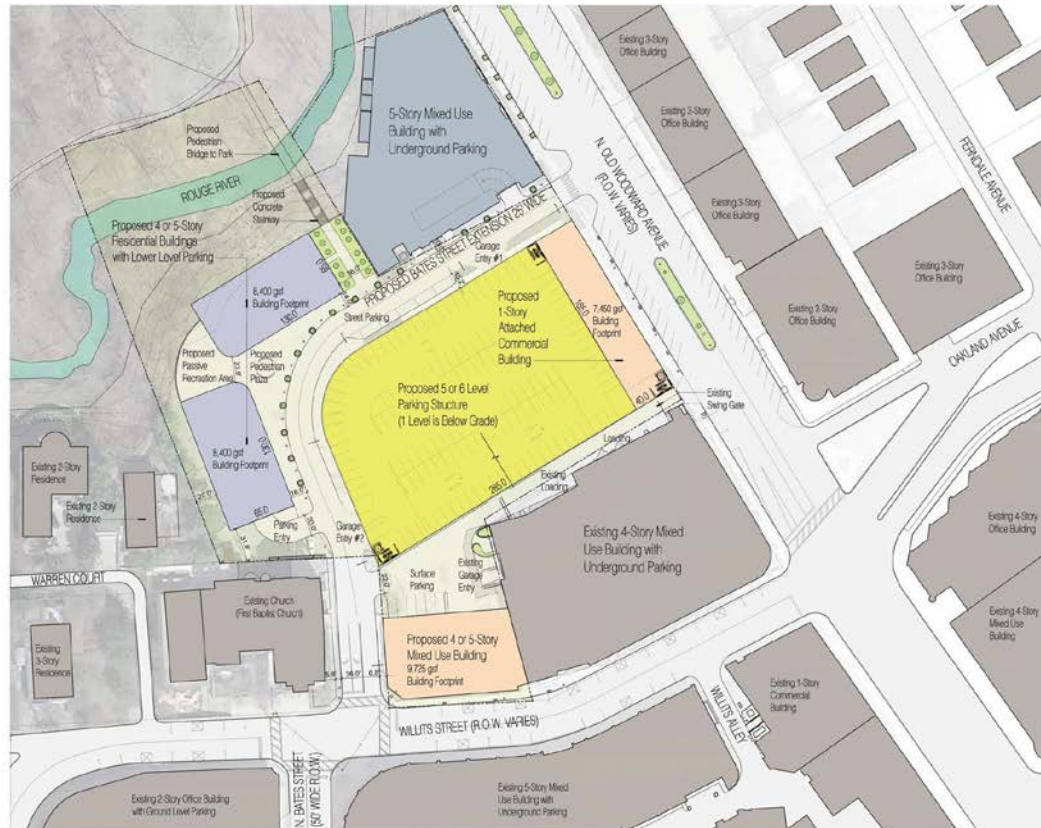 Existing 3-Story
Office Building
Existing 3-Story
Office Building
Existing 3-Story
Office Building
Existing 3-Story
Office Building
Existing 3-Story
Office Building
Existing 3-Story
Office Building
FERNDALE AVENUE
OAKLAND AVENUE
N. OLD WOODWARD AVENUE
(R.O.W. VARIES)
5-Story Mixed Use
Building with
Underground Parking
Proposed
Pedestrian
Bridge to Park
ROUGE RIVER
Proposed
Concrete
Stairway
Proposed 4 or 5-Story
Residential Buildings
with Lower Level Parking
PROPOSED BATES STREET EXTENSION 25' WIDE
Garage
Entry #1
Street Parking
8,400 gsf
Building Footprint
130.0'
Proposed
1-Story
Attached
Commercial
Building
7,450 gsf
Building
Footprint
40.0'
Proposed
Passive
Recreation Area
Proposed
Pedestrian
Plaza
Proposed 5 or 6 Level
Parking Structure
(1 Level is Below Grade)
265.0'
Existing
Swing Gate
Loading
Existing
Loading
8,400 gsf
Building Footprint
130.0'
65.0'
Parking
Entry
Garage
Entry #2
Existing 2-Story
Residence
Existing 2-Story
Residence
Existing 4-Story Mixed
Use Building with
Underground Parking
Existing 4-Story
Office Building
Existing 4-Story
Mixed Use
Building
Surface
Parking
Existing
Garage
Entry
WARREN COURT
Existing Church
(First Baptist Church)
Existing
3-Story
Residence
Proposed 4 or 5-Story
Mixed Use Building
9,725 gsf
Building Footprint
WILLITS STREET (R.O.W. VARIES)
WILLITS ALLEY
Existing 1-Story
Commercial
Building
N. BATES STREET
(50' WIDE R.O.W.)
Existing 2-Story Office Building
with Ground Level Parking
Existing 5-Story Mixed
Use Building with
Underground Parking